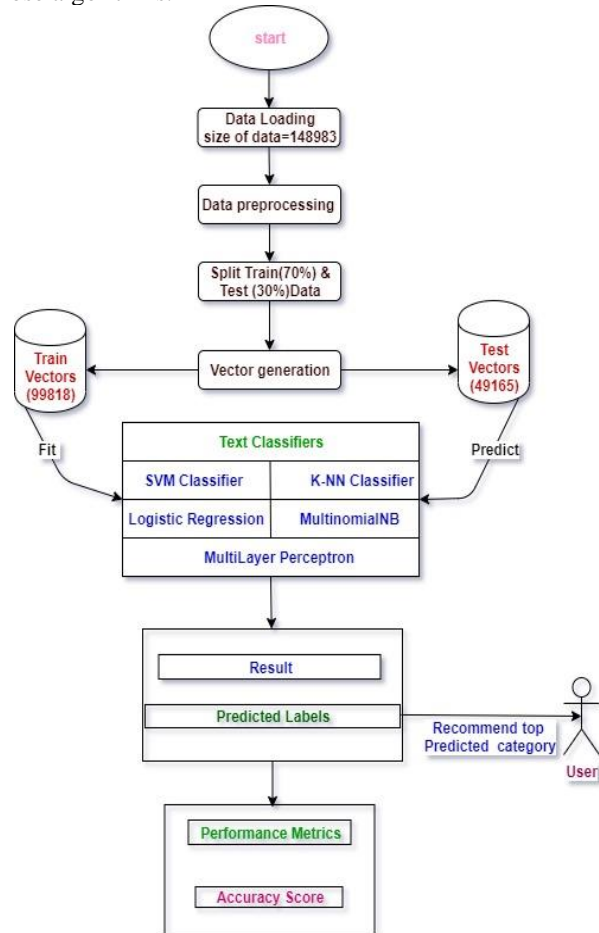 start
Data Loading
size of data=148983
Data preprocessing
Split Train(70%) &
Test (30%)Data
Vector generation
Train
Vectors
(99818)
Test
Vectors
(49165)
Fit
Predict
Text Classifiers
SVM Classifier
K-NN Classifier
Logistic Regression
MultinomialNB
MultiLayer Perceptron
Result
Predicted Labels
Recommend top
Predicted category
User
Performance Metrics
Accuracy Score